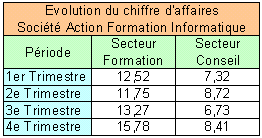 Evolution du chiffre d'affaires
Société Action Formation Informatique
Période Secteur Formation Secteur Conseil
1er Trimestre 12,52 7,32
2e Trimestre 11,75 8,72
3e Trimestre 13,27 6,73
4e Trimestre 15,78 8,41